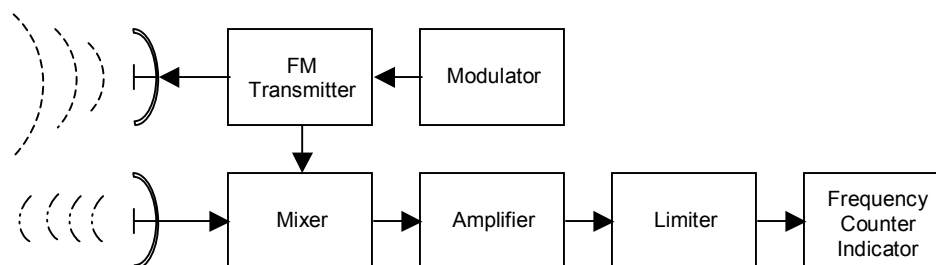 FM
Transmitter
Modulator
Mixer
Amplifier
Limiter
Frequency
Counter
Indicator